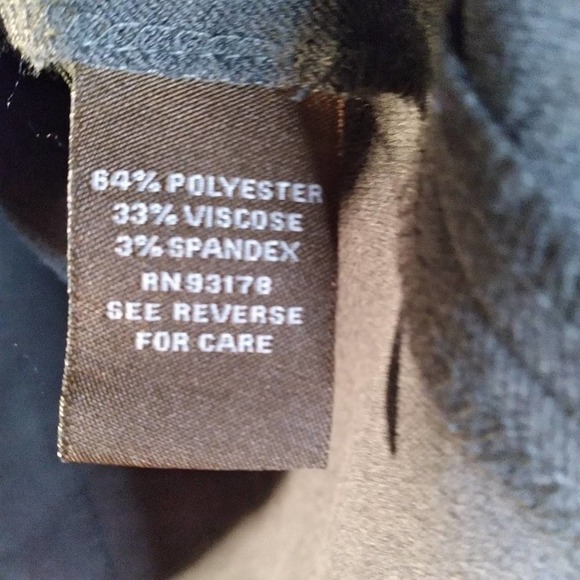 64% POLYESTER
33% VISCOSE
3% SPANDEX
RN 93178
SEE REVERSE
FOR CARE